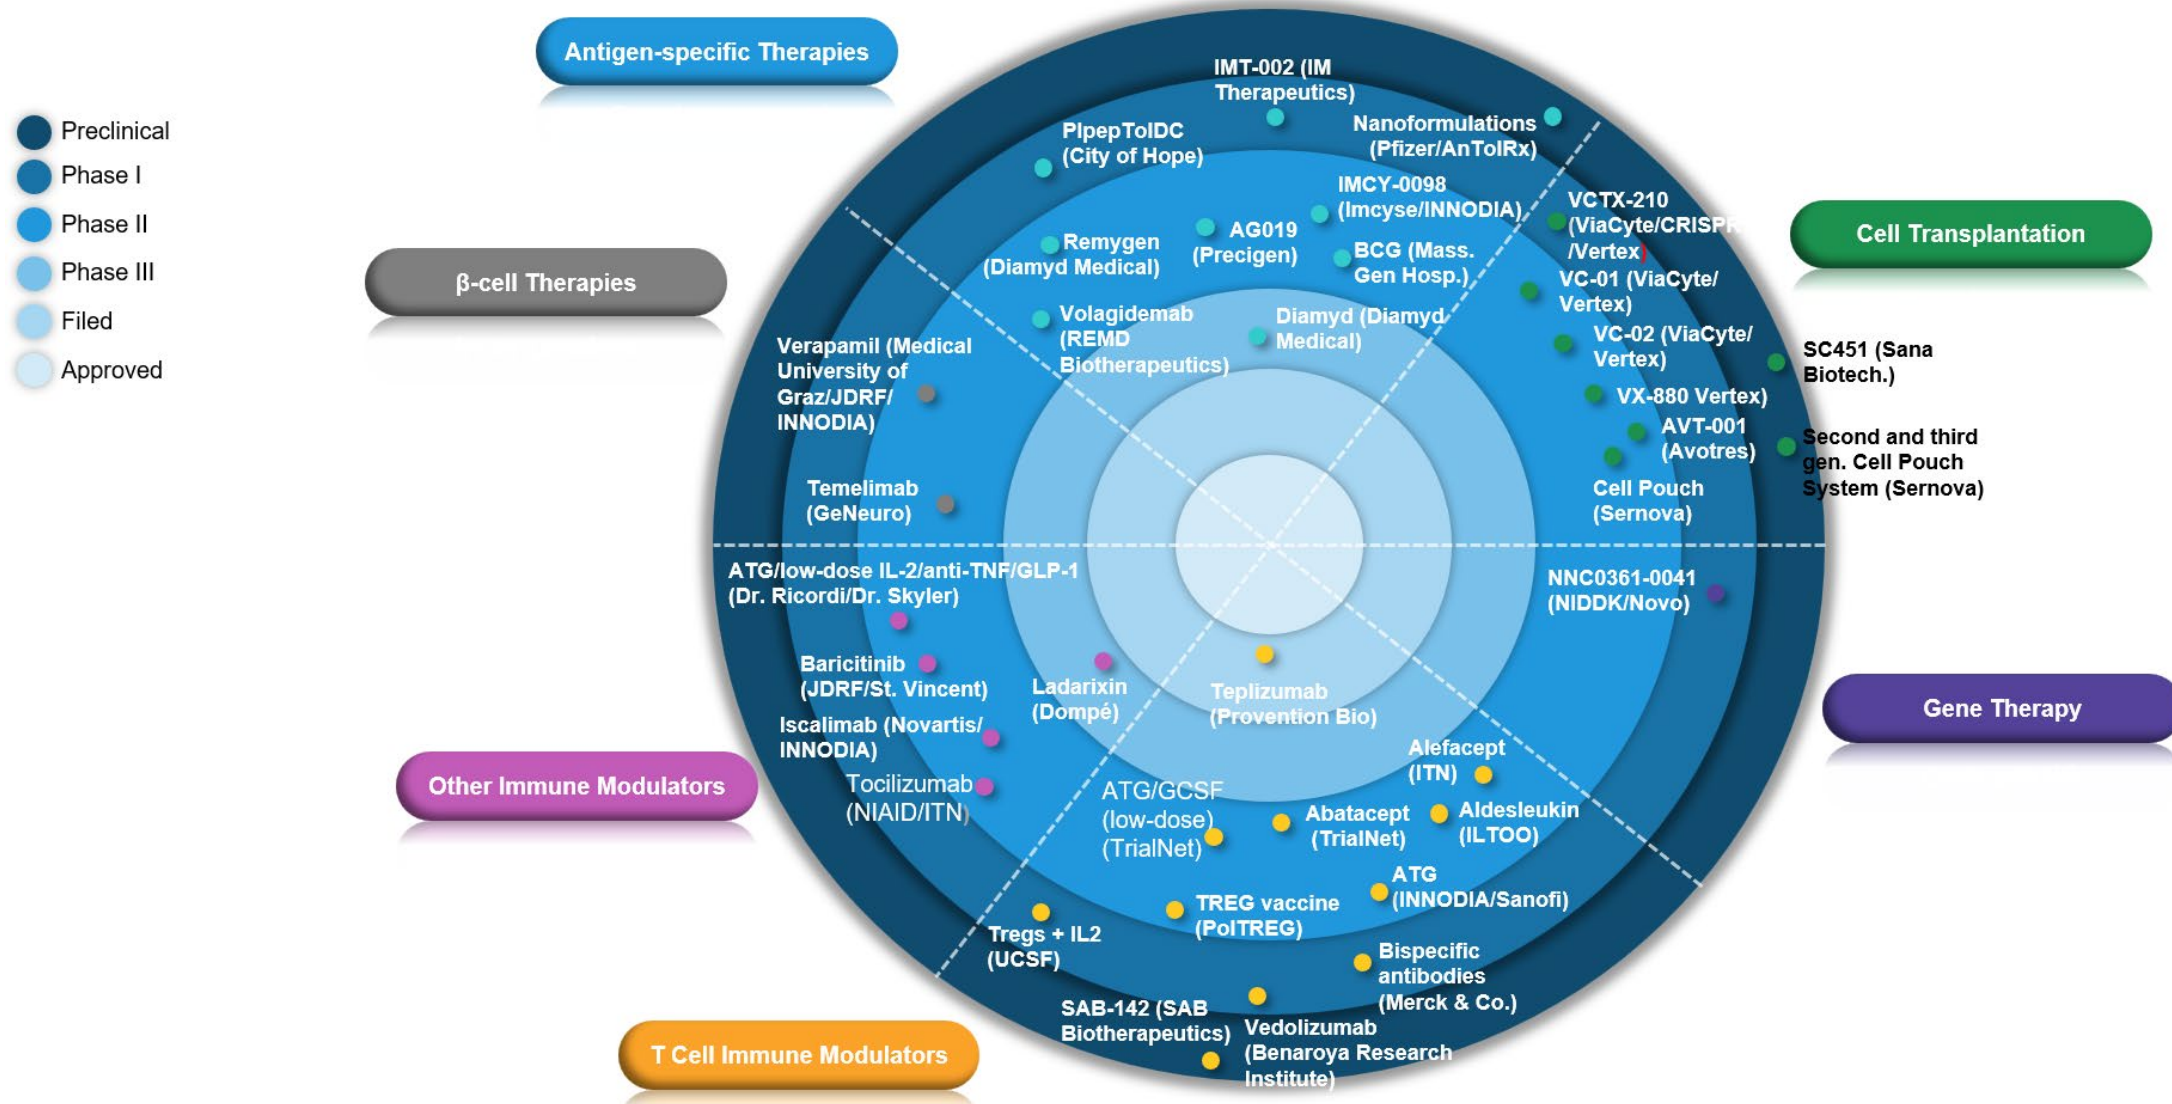 Antigen-specific Therapies
Preclinical
Phase I
Phase II
Phase III
Filed
Approved
β-cell Therapies
Cell Transplantation
Gene Therapy
Other Immune Modulators
T Cell Immune Modulators
IMT-002 (IM
Therapeutics)
PIpepTolDC
(City of Hope)
Nanoformulations
(Pfizer/AnTolRx)
IMCY-0098
(Imcyse/INNODIA)
AG019
(Precigen)
BCG (Mass.
Gen Hosp.)
Remygen
(Diamyd Medical)
Volagidemab
(REMD
Biotherapeutics)
Diamyd (Diamyd
Medical)
VCTX-210
(ViaCyte/CRISPR
/Vertex)
VC-01 (ViaCyte/
Vertex)
VC-02 (ViaCyte/
Vertex)
VX-880 Vertex)
AVT-001
(Avotres)
Cell Pouch
(Sernova)
SC451 (Sana
Biotech.)
Second and third
gen. Cell Pouch
System (Sernova)
Verapamil (Medical
University of
Graz/JDRF/
INNODIA)
Temelimab
(GeNeuro)
ATG/low-dose IL-2/anti-TNF/GLP-1
(Dr. Ricordi/Dr. Skyler)
Baricitinib
(JDRF/St. Vincent)
Iscalimab (Novartis/
INNODIA)
Tocilizumab
(NIAID/ITN)
Ladarixin
(Dompé)
Teplizumab
(Provention Bio)
NNC0361-0041
(NIDDK/Novo)
Alefacept
(ITN)
Aldesleukin
(ILTOO)
Abatacept
(TrialNet)
ATG/GCSF
(low-dose)
(TrialNet)
ATG
(INNODIA/Sanofi)
TREG vaccine
(PolTREG)
Tregs + IL2
(UCSF)
Bispecific
antibodies
(Merck & Co.)
SAB-142 (SAB
Biotherapeutics)
Vedolizumab
(Benaroya Research
Institute)